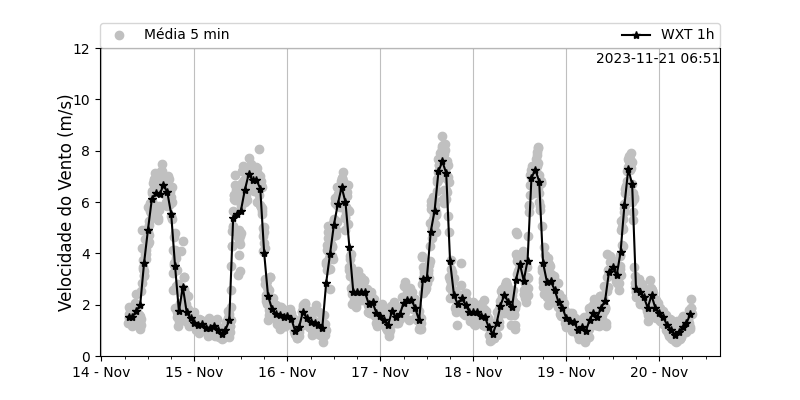 Média 5 min
WXT 1h
2023-11-21 06:51
Velocidade do Vento (m/s)
12
10
8
6
4
2
0
14 - Nov 15 - Nov 16 - Nov 17 - Nov 18 - Nov 19 - Nov 20 - Nov